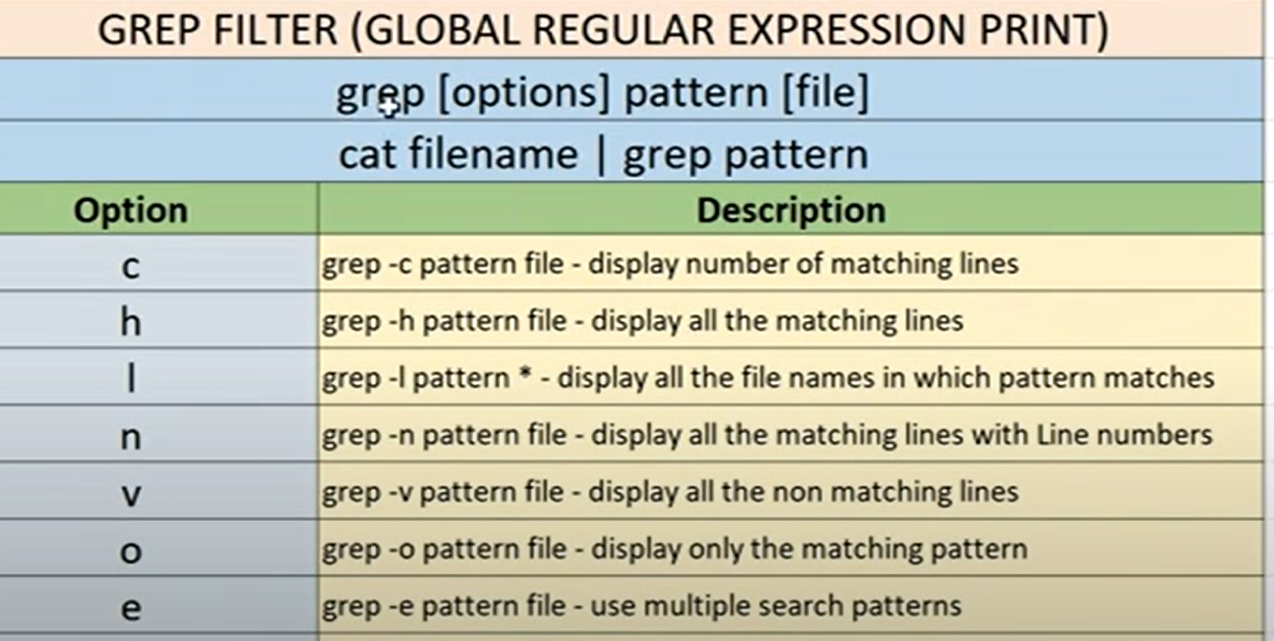 GREP FILTER (GLOBAL REGULAR EXPRESSION PRINT)
grep [options] pattern [file]
cat filename | grep pattern
Option Description
c grep -c pattern file - display number of matching lines
h grep -h pattern file - display all the matching lines
l grep -l pattern * - display all the file names in which pattern matches
n grep -n pattern file - display all the matching lines with Line numbers
v grep -v pattern file - display all the non matching lines
o grep -o pattern file - display only the matching pattern
e grep -e pattern file - use multiple search patterns